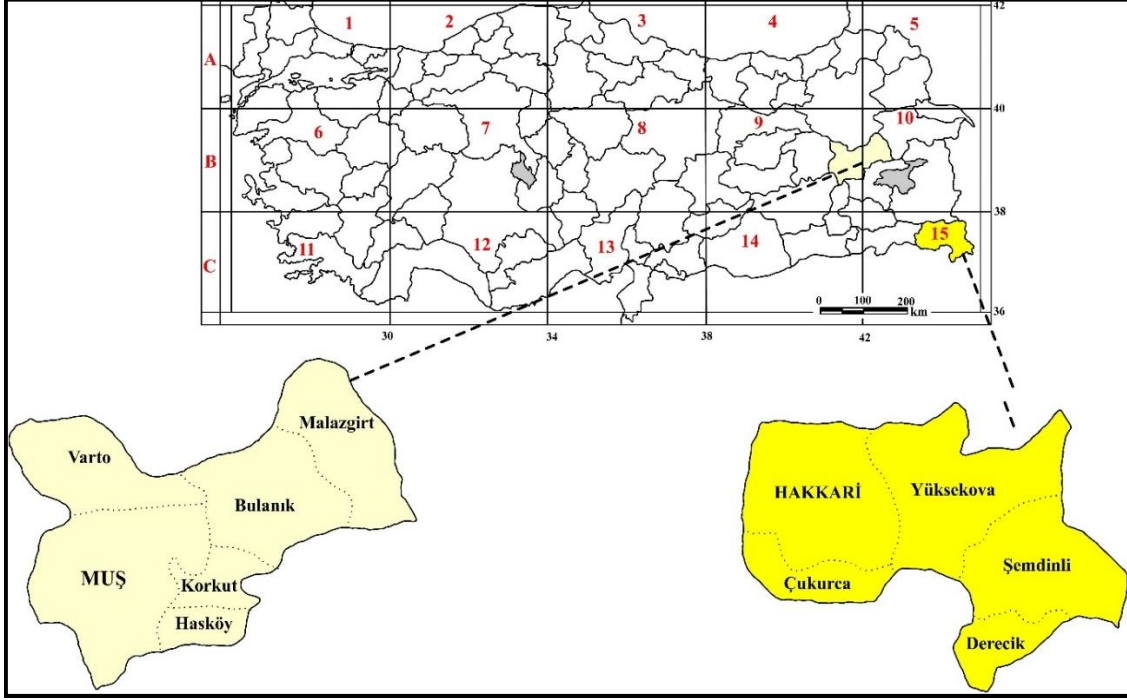 42
1 2 3 4 5
A
40
6 7 8 9 10
B
38
11 12 13 14 15
C
0 100 200
km
36
30 34 38 42
Malazgirt
Varto
Bulanık
MUŞ
Korkut
Hasköy
HAKKARİ
Yüksekova
Şemdinli
Çukurca
Derecik